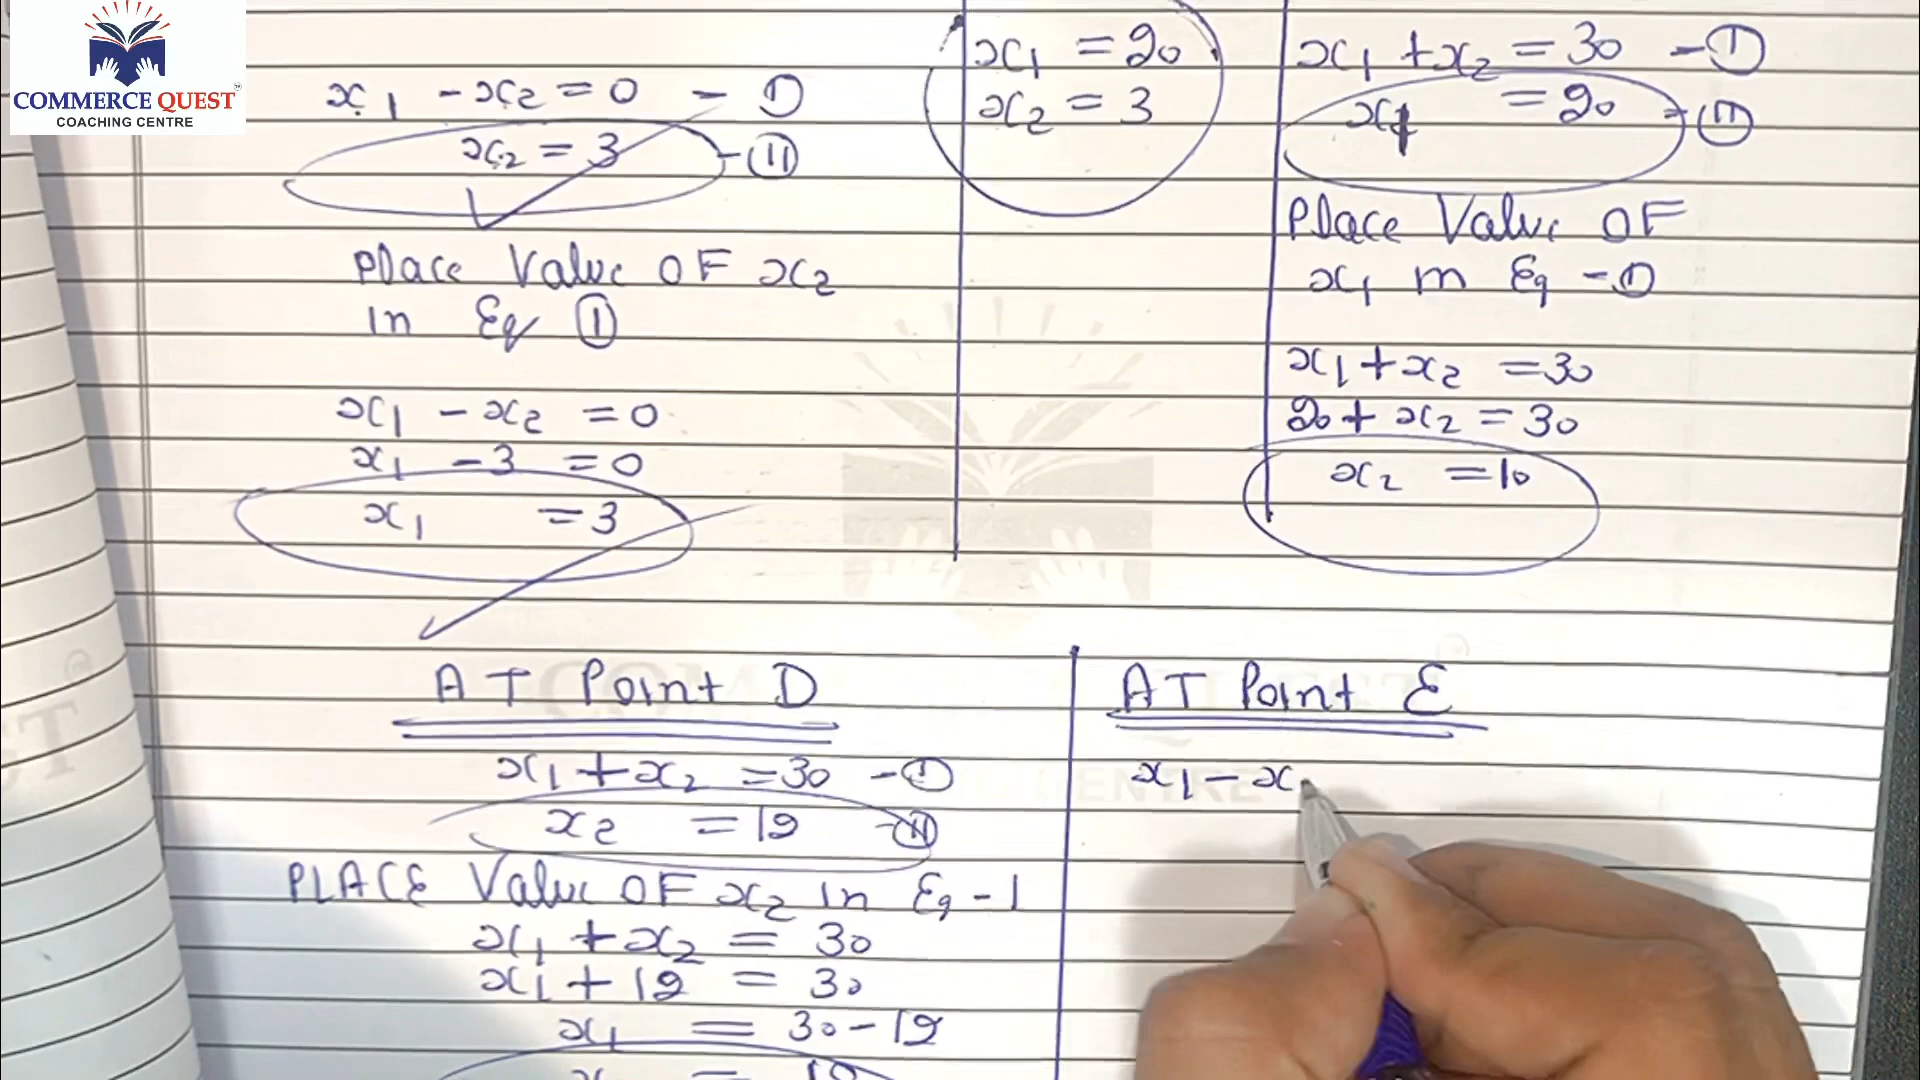 COMMERCE QUEST
COACHING CENTRE
x₁ - x₂ = 0 - ①
x₂ = 3 - ⑪
Place Value OF x₂
in Eq ①
x₁ - x₂ = 0
x₁ - 3 = 0
x₁ = 3
x₁ = 20
x₂ = 3
x₁ + x₂ = 30 - ①
x₁ = 20 - ⑪
Place Value OF
x₁ in Eq - ①
x₁ + x₂ = 30
20 + x₂ = 30
x₂ = 10
AT Point D
x₁ + x₂ = 30 - ①
x₂ = 12 - ⑪
PLACE Value OF x₂ in Eq - 1
x₁ + x₂ = 30
x₁ + 12 = 30
x₁ = 30 - 12
AT Point E
x₁ - x